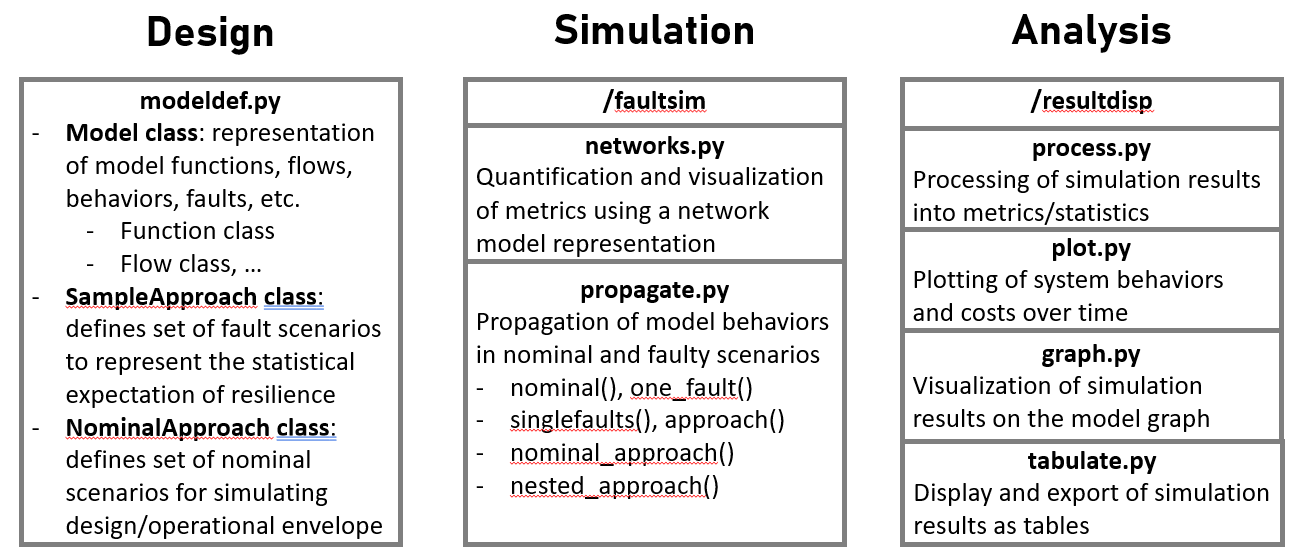 Design
modeldef.py
- Model class: representation
of model functions, flows,
behaviors, faults, etc.
- Function class
- Flow class, ...
- SampleApproach class:
defines set of fault scenarios
to represent the statistical
expectation of resilience
- NominalApproach class:
defines set of nominal
scenarios for simulating
design/operational envelope
Simulation
/faultsim
networks.py
Quantification and visualization
of metrics using a network
model representation
propagate.py
Propagation of model behaviors
in nominal and faulty scenarios
- nominal(), one_fault()
- singlefaults(), approach()
- nominal_approach()
- nested_approach()
Analysis
/resultdisp
process.py
Processing of simulation results
into metrics/statistics
plot.py
Plotting of system behaviors
and costs over time
graph.py
Visualization of simulation
results on the model graph
tabulate.py
Display and export of simulation
results as tables